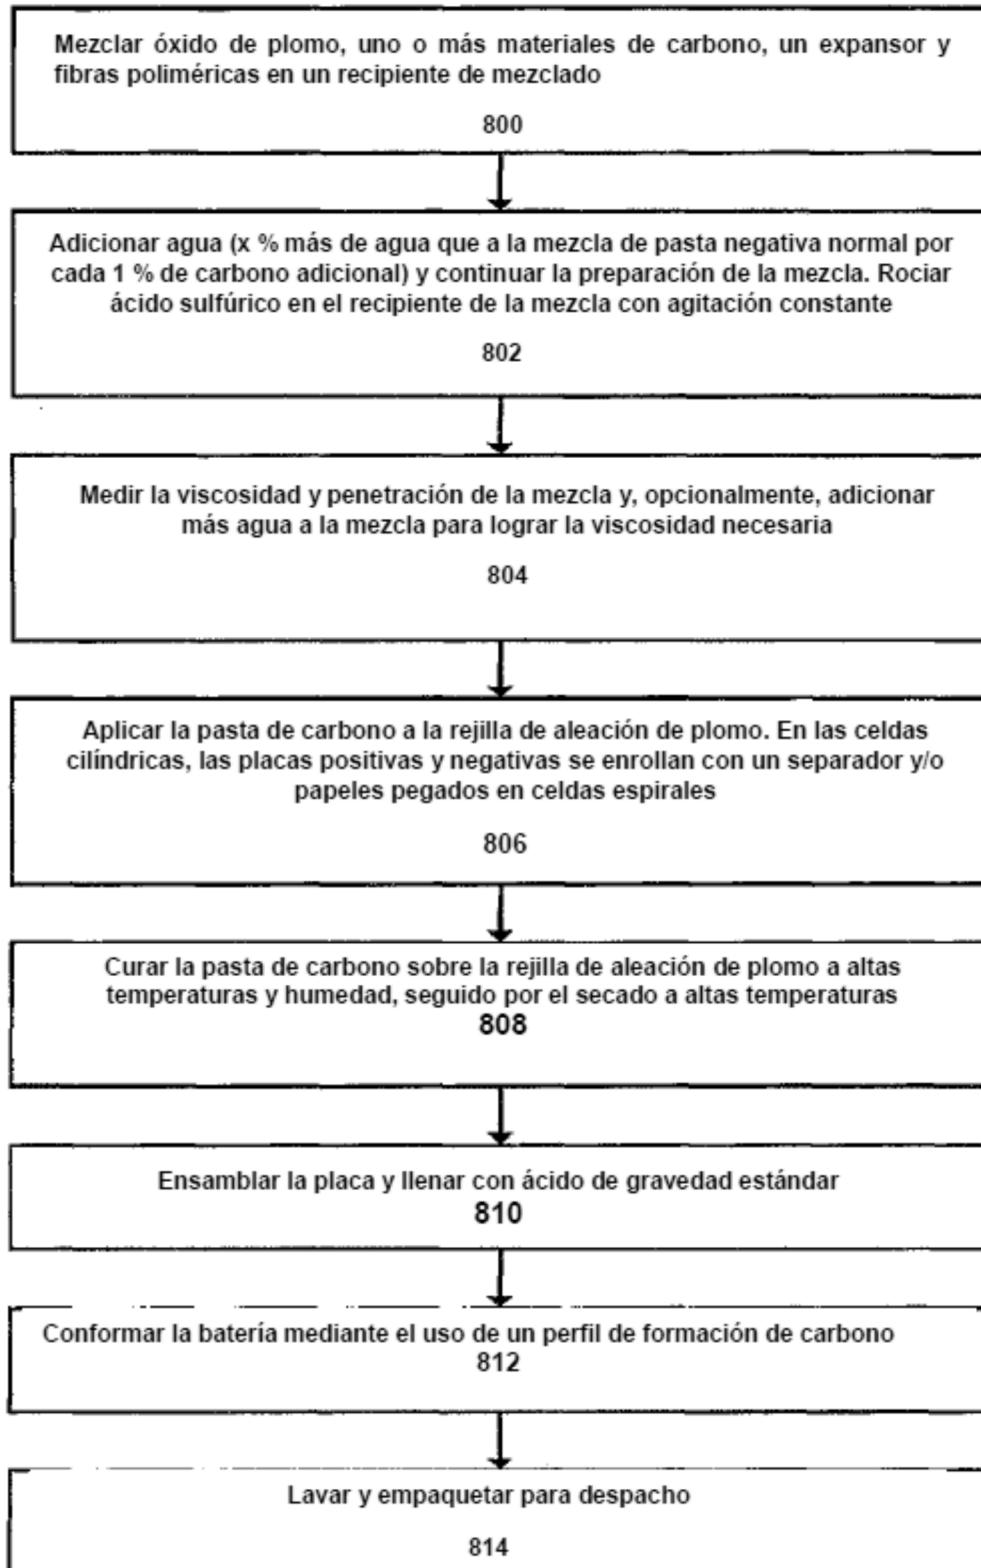 Mezclar óxido de plomo, uno o más materiales de carbono, un expansor y
fibras poliméricas en un recipiente de mezclado
800
Adicionar agua (x % más de agua que a la mezcla de pasta negativa normal por
cada 1 % de carbono adicional) y continuar la preparación de la mezcla. Rociar
ácido sulfúrico en el recipiente de la mezcla con agitación constante
802
Medir la viscosidad y penetración de la mezcla y, opcionalmente, adicionar
más agua a la mezcla para lograr la viscosidad necesaria
804
Aplicar la pasta de carbono a la rejilla de aleación de plomo. En las celdas
cilíndricas, las placas positivas y negativas se enrollan con un separador y/o
papeles pegados en celdas espirales
806
Curar la pasta de carbono sobre la rejilla de aleación de plomo a altas
temperaturas y humedad, seguido por el secado a altas temperaturas
808
Ensamblar la placa y llenar con ácido de gravedad estándar
810
Conformar la batería mediante el uso de un perfil de formación de carbono
812
Lavar y empaquetar para despacho
814